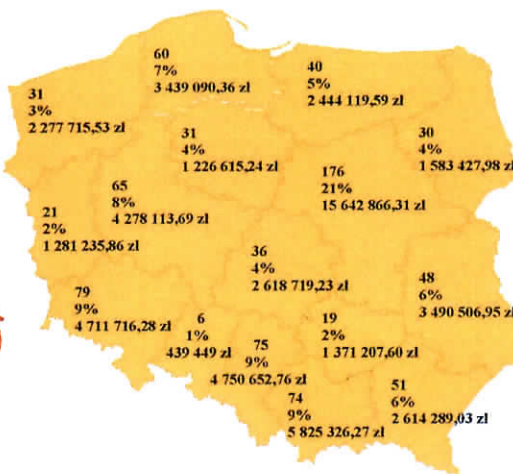 60
7%
3 439 090,36 zł
40
5%
2 444 119,59 zł
31
3%
2 277 715,53 zł
31
4%
1 226 615,24 zł
30
4%
1 583 427,98 zł
176
21%
15 642 866,31 zł
65
8%
4 278 113,69 zł
21
2%
1 281 235,86 zł
36
4%
2 618 719,23 zł
48
6%
3 490 506,95 zł
79
9%
4 711 716,28 zł
6
1%
439 449 zł
19
2%
1 371 207,60 zł
75
9%
4 750 652,76 zł
74
9%
5 825 326,27 zł
51
6%
2 614 289,03 zł